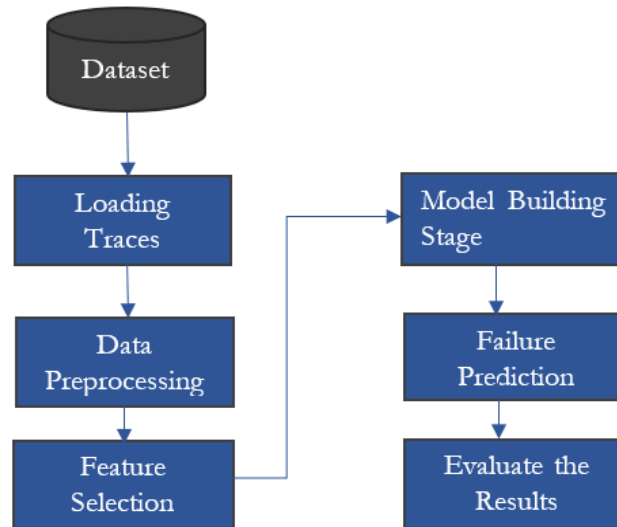 Dataset
Loading
Traces
Data
Preprocessing
Feature
Selection
Model Building
Stage
Failure
Prediction
Evaluate the
Results